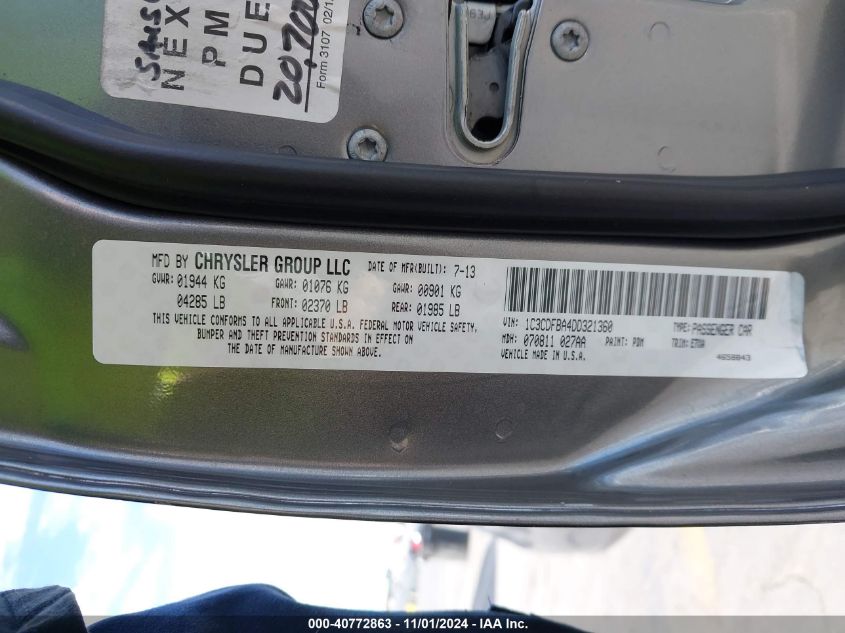 NEX
PM
DUE
20,700
Form 3107 02/1
PE9
MFD BY CHRYSLER GROUP LLC DATE OF MFR(BUILT): 7-13
GVWR: 01944 KG GAWR: 01076 KG GAWR: 00901 KG
04285 LB FRONT: 02370 LB REAR: 01985 LB
THIS VEHICLE CONFORMS TO ALL APPLICABLE U.S.A. FEDERAL MOTOR VEHICLE SAFETY,
BUMPER AND THEFT PREVENTION STANDARDS IN EFFECT ON
THE DATE OF MANUFACTURE SHOWN ABOVE.
VIN: 1C3CDFBA4DD321360 TYPE: PASSENGER CAR
MDH: 070811 027AA PAINT: PDM TRIM: E7RA
VEHICLE MADE IN U.S.A. 4658843
000-40772863 - 11/01/2024 - IAA Inc.